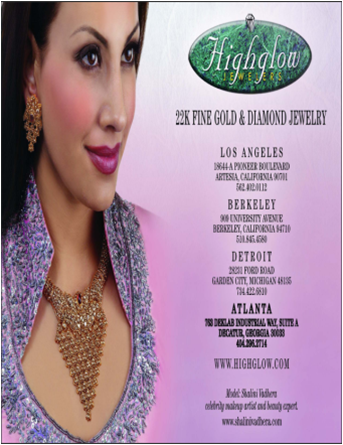 Highglow
JEWELERS
22K FINE GOLD & DIAMOND JEWELRY
LOS ANGELES
18644-A PIONEER BOULEVARD
ARTESIA, CALIFORNIA 90701
562.402.0112
BERKELEY
909 UNIVERSITY AVENUE
BERKELEY, CALIFORNIA 94710
510.845.4580
DETROIT
28231 FORD ROAD
GARDEN CITY, MICHIGAN 48135
734.422.6810
ATLANTA
763 DEKLAB INDUSTRIAL WAY, SUITE A
DECATUR, GEORGIA 30033
404.296.2714
WWW.HIGHGLOW.COM
Model: Shalini Vadhera
celebrity makeup artist and beauty expert.
www.shalinivadhera.com